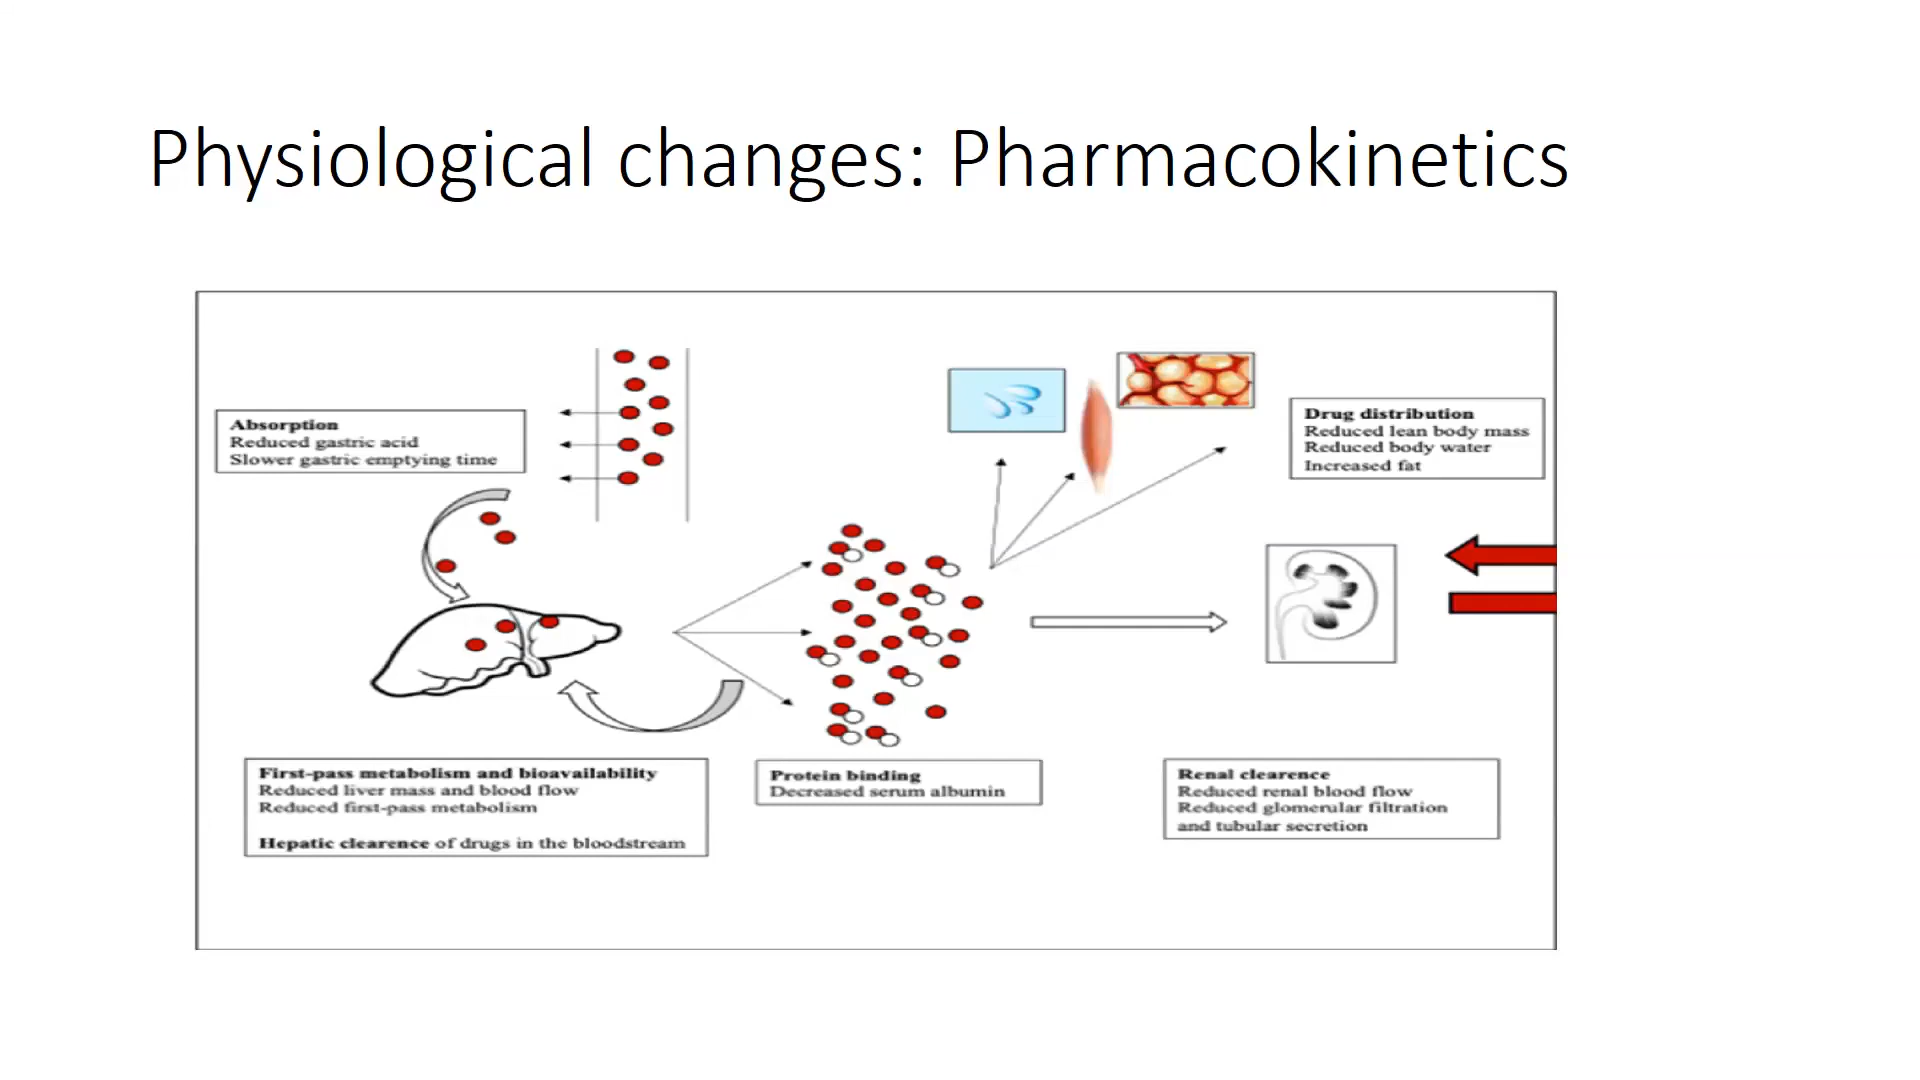 Physiological changes: Pharmacokinetics
Absorption
Reduced gastric acid
Slower gastric emptying time
Drug distribution
Reduced lean body mass
Reduced body water
Increased fat
First-pass metabolism and bioavailability
Reduced liver mass and blood flow
Reduced first-pass metabolism
Hepatic clearence of drugs in the bloodstream
Protein binding
Decreased serum albumin
Renal clearence
Reduced renal blood flow
Reduced glomerular filtration
and tubular secretion